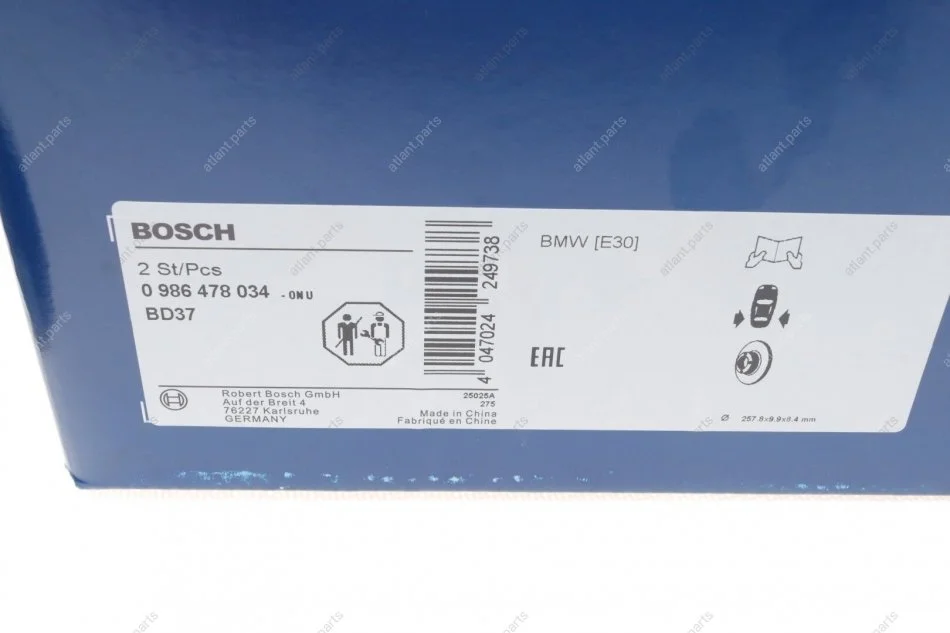 BOSCH
2 St/Pcs
0 986 478 034 - 0NU
BD37
Robert Bosch GmbH
Auf der Breit 4
76227 Karlsruhe
GERMANY
25025A
275
Made in China
Fabriqué en Chine
4 047024 249738
BMW [E30]
EAC
Ø 257.8x9.9x8.4 mm
atlant.parts